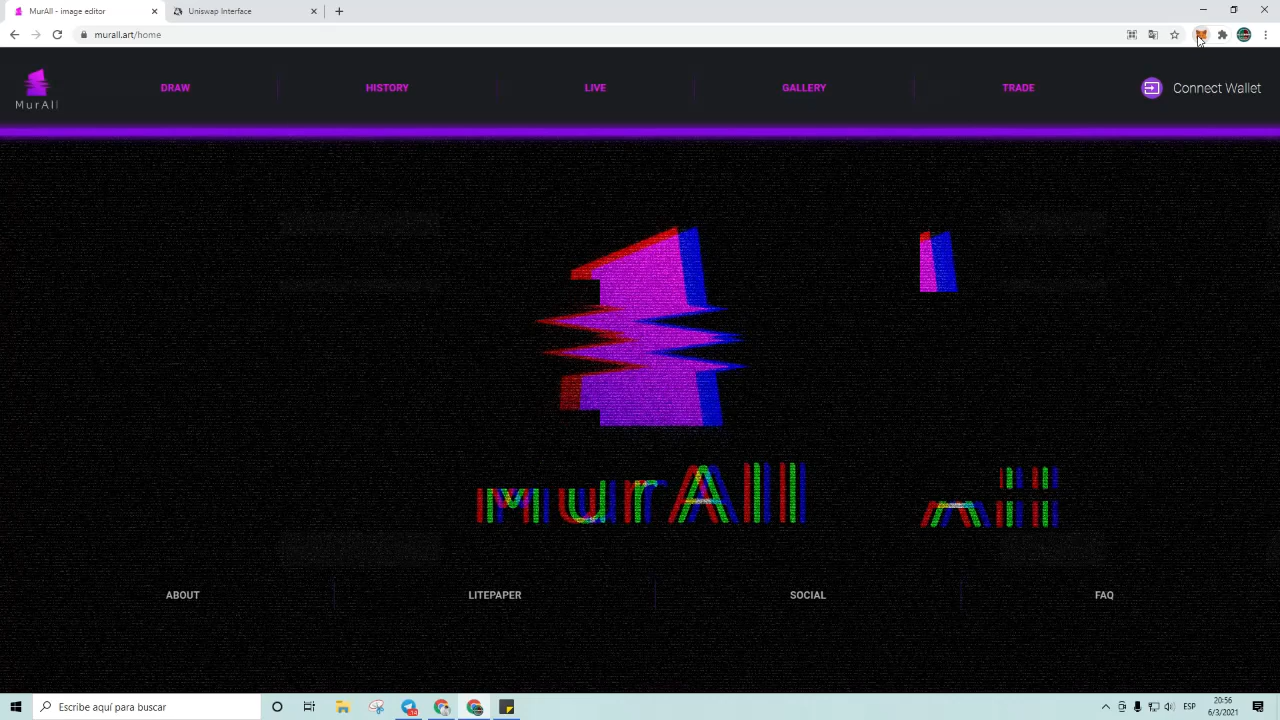 MurAll - image editor
Uniswap Interface
murall.art/home
MurAll
DRAW
HISTORY
LIVE
GALLERY
TRADE
Connect Wallet
MurAll
ABOUT
LITEPAPER
SOCIAL
FAQ
Escribe aquí para buscar
ESP
20:56
6/3/2021